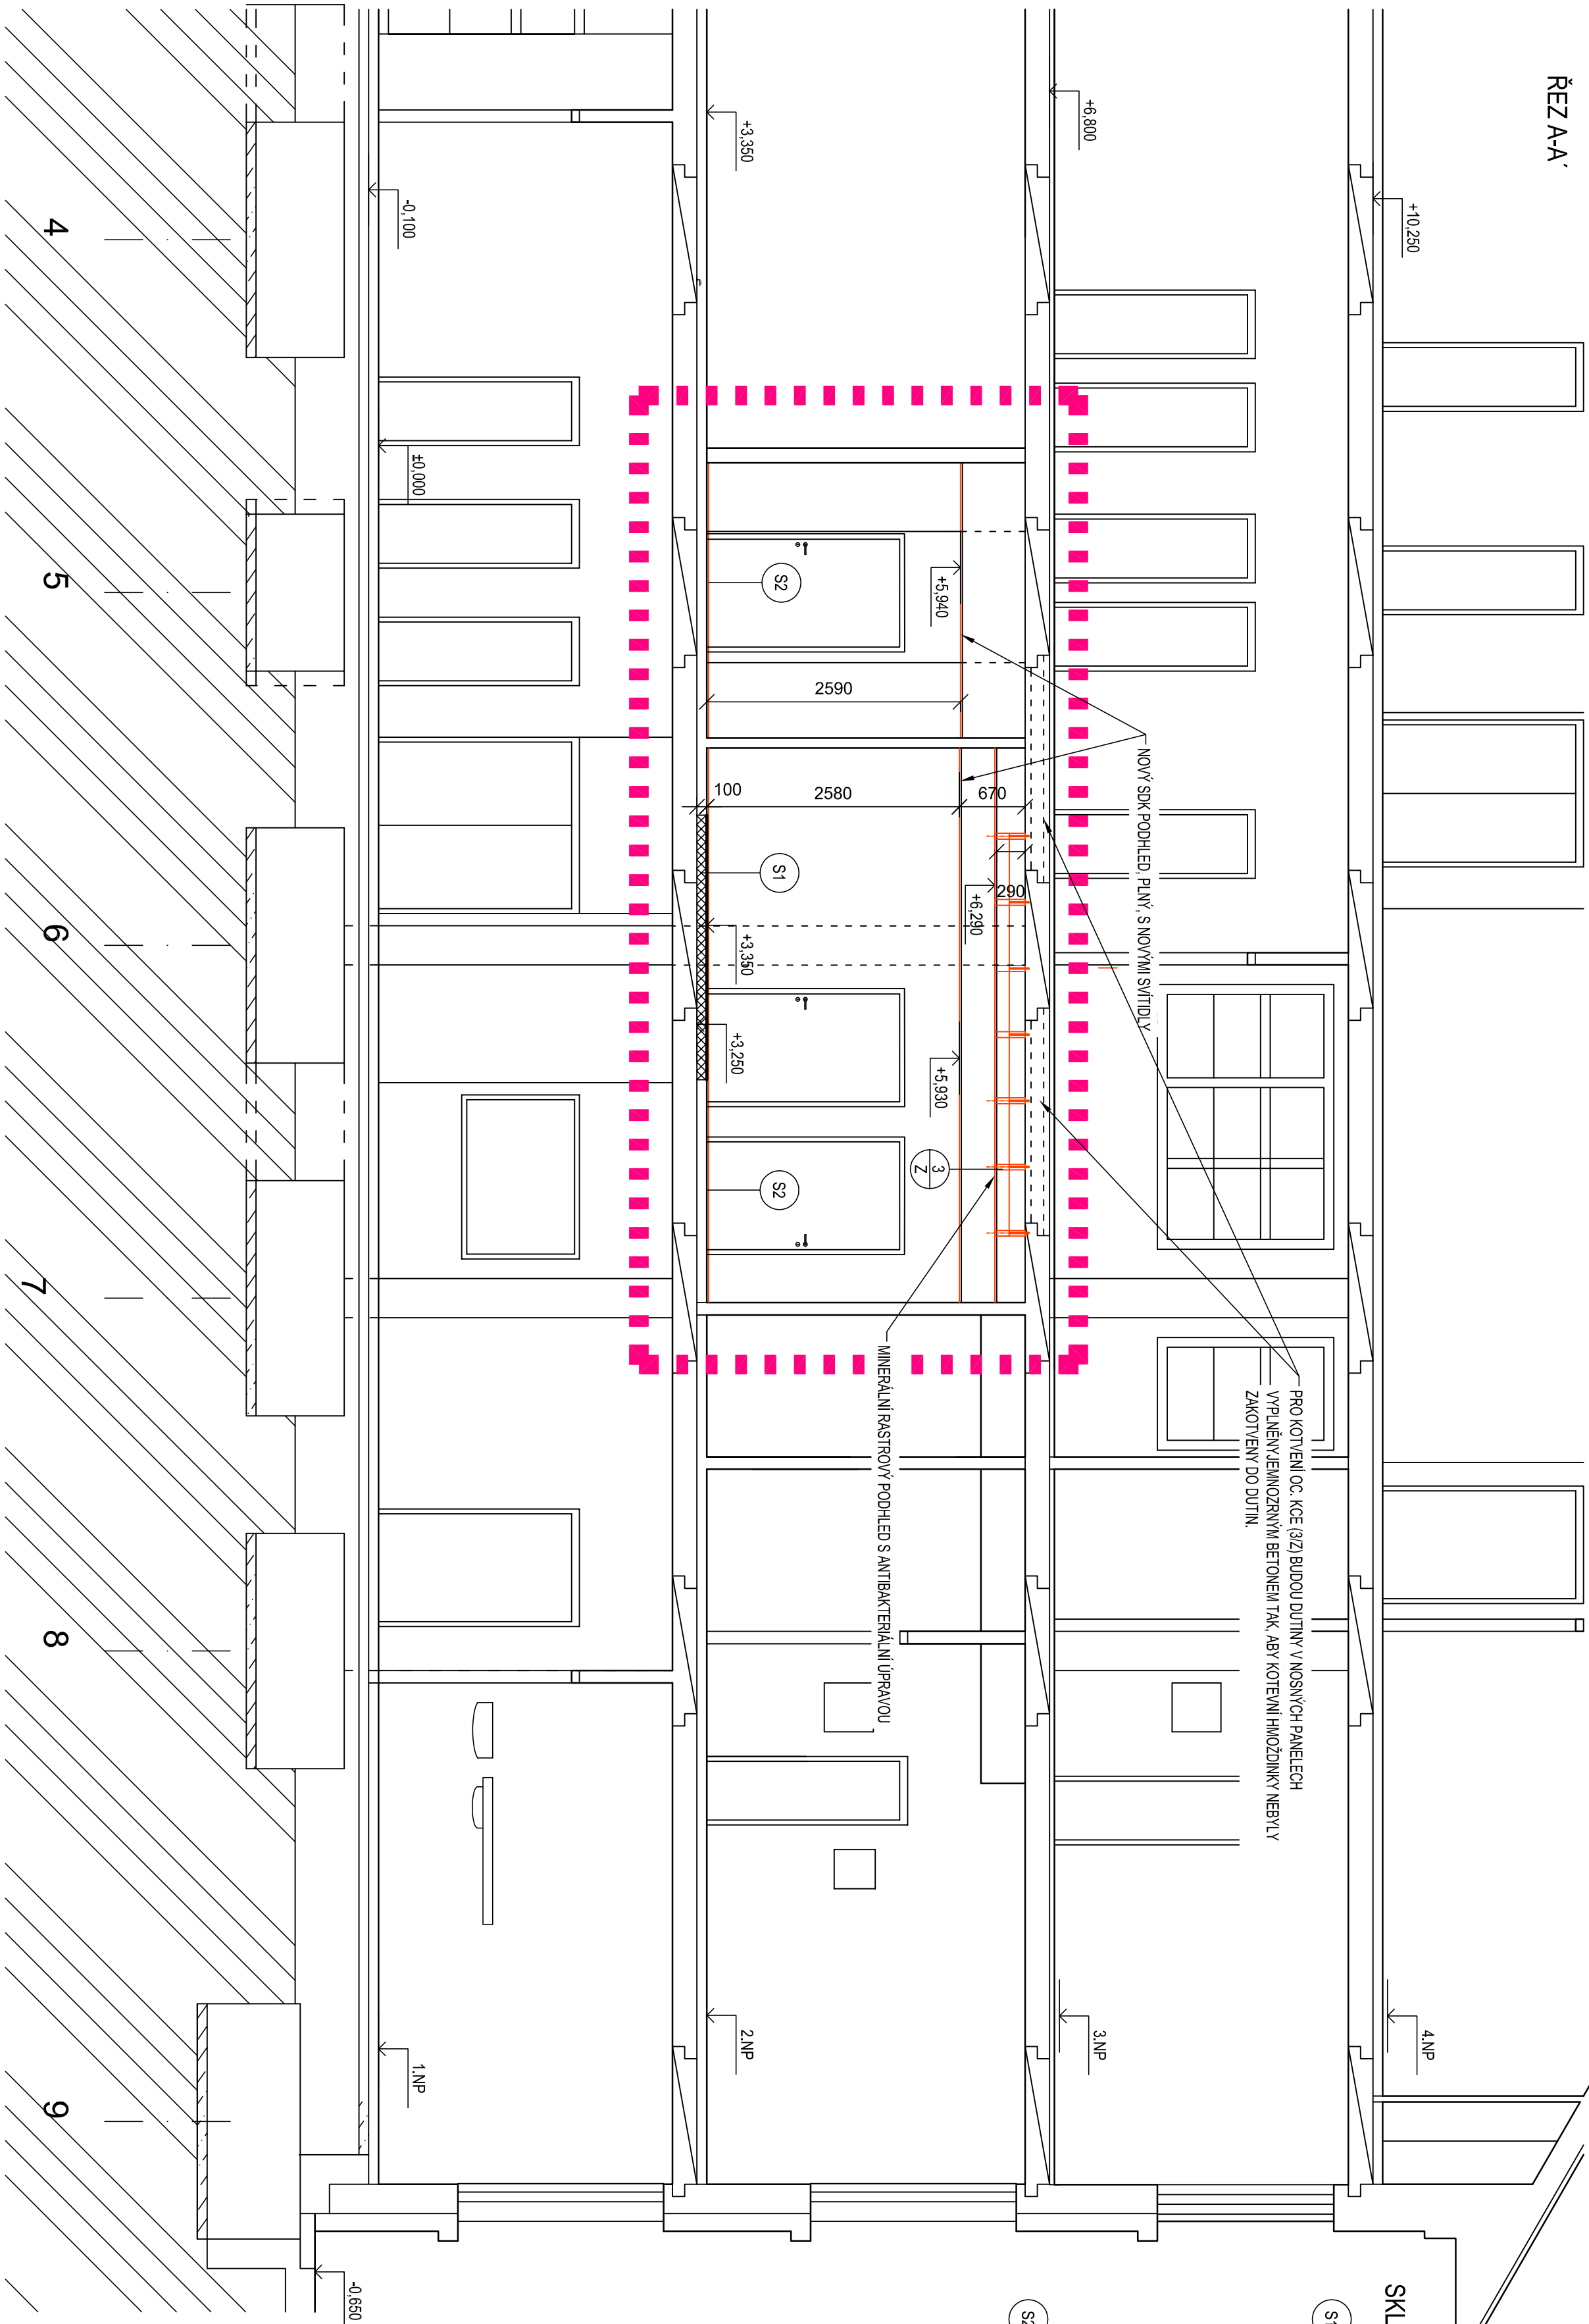 ŘEZ A-A´
+10,250
+6,800
+3,350
-0,100
±0,000
NOVÝ SDK PODHLED, PLNÝ, S NOVÝMI SVÍTIDLY
PRO KOTVENÍ OC. KCE (3/Z) BUDOU DUTINY V NOSNÝCH PANELECH
VYPLNĚNY JEMNOZRNÝM BETONEM TAK, ABY KOTEVNÍ HMOŽDINKY NEBYLY
ZAKOTVENY DO DUTIN.
MINERÁLNÍ RASTROVÝ PODHLED S ANTIBAKTERIÁLNÍ ÚPRAVOU
+5,940
S2
2590
100
2580
670
290
S1
+6,290
+3,350
+3,250
+5,930
3
Z
S2
4.NP
3.NP
2.NP
1.NP
-0,650
4
5
6
7
8
9
SKL
S1
S2